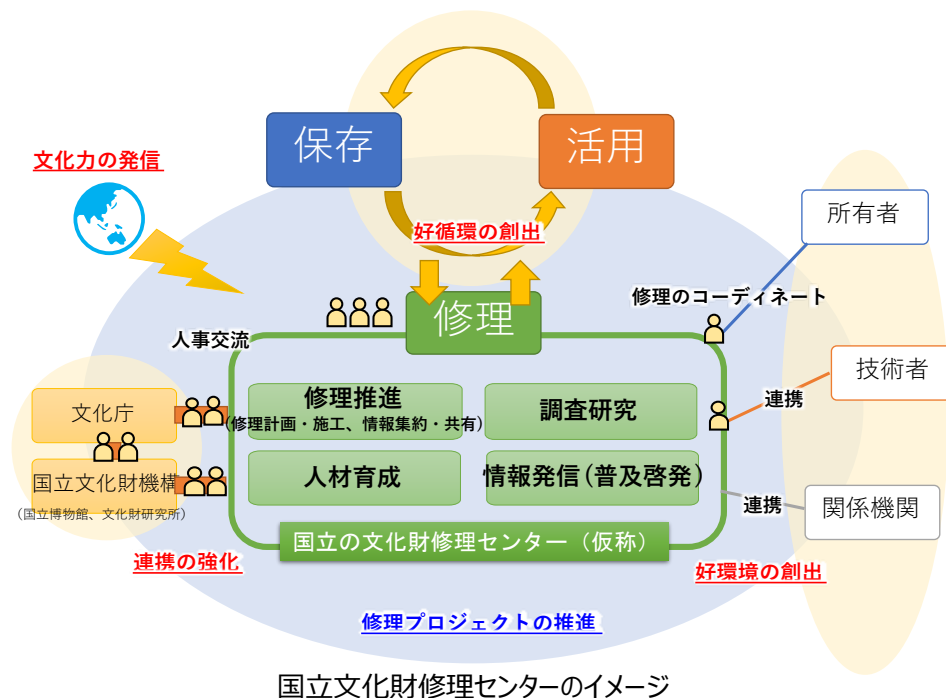 保存
活用
文化力の発信
好循環の創出
所有者
修理のコーディネート
修理
人事交流
技術者
連携
文化庁
修理推進
(修理計画・施工、情報集約・共有)
調査研究
人材育成
情報発信(普及啓発)
国立文化財機構
(国立博物館、文化財研究所)
連携
関係機関
国立の文化財修理センター（仮称）
連携の強化
好環境の創出
修理プロジェクトの推進
国立文化財修理センターのイメージ